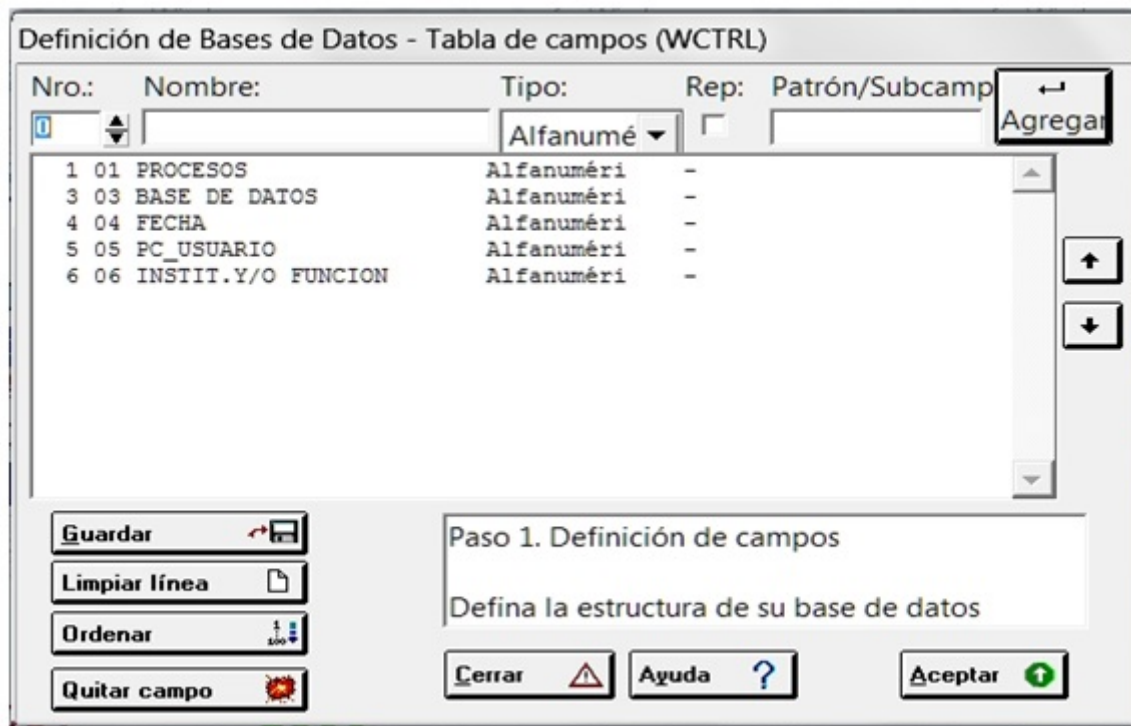 Definición de Bases de Datos - Tabla de campos (WCTRL)
Nro.: Nombre: Tipo: Rep: Patrón/Subcamp
0 Alfanumé Agregar
1 01 PROCESOS Alfanuméri -
3 03 BASE DE DATOS Alfanuméri -
4 04 FECHA Alfanuméri -
5 05 PC_USUARIO Alfanuméri -
6 06 INSTIT.Y/O FUNCION Alfanuméri -
Guardar
Limpiar línea
Ordenar
Quitar campo
Paso 1. Definición de campos
Defina la estructura de su base de datos
Cerrar Ayuda ? Aceptar